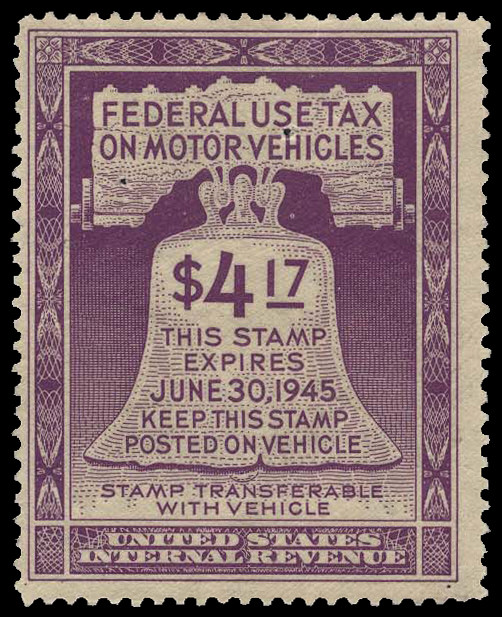 FEDERAL USE TAX
ON MOTOR VEHICLES
$4 17
THIS STAMP
EXPIRES
JUNE 30, 1945
KEEP THIS STAMP
POSTED ON VEHICLE
STAMP TRANSFERABLE
WITH VEHICLE
UNITED STATES
INTERNAL REVENUE